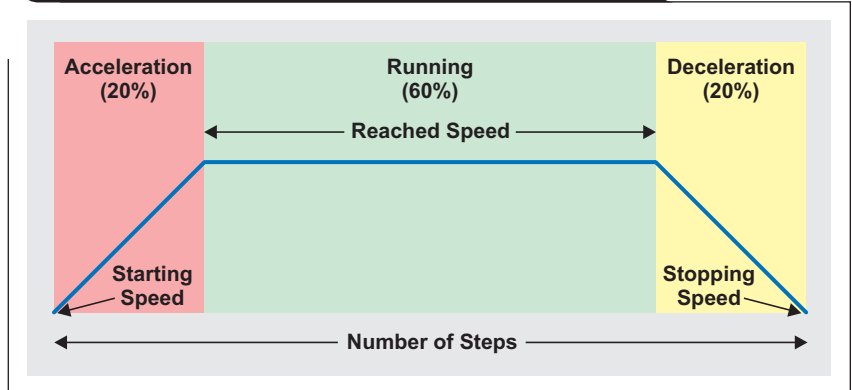 Acceleration
(20%)
Running
(60%)
Deceleration
(20%)
Reached Speed
Starting
Speed
Stopping
Speed
Number of Steps